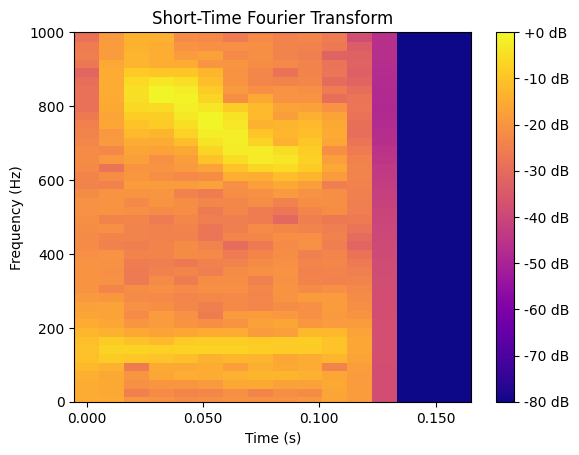 Short-Time Fourier Transform
1000
800
600
400
200
0
Frequency (Hz)
0.000
0.050
0.100
0.150
Time (s)
+0 dB
-10 dB
-20 dB
-30 dB
-40 dB
-50 dB
-60 dB
-70 dB
-80 dB